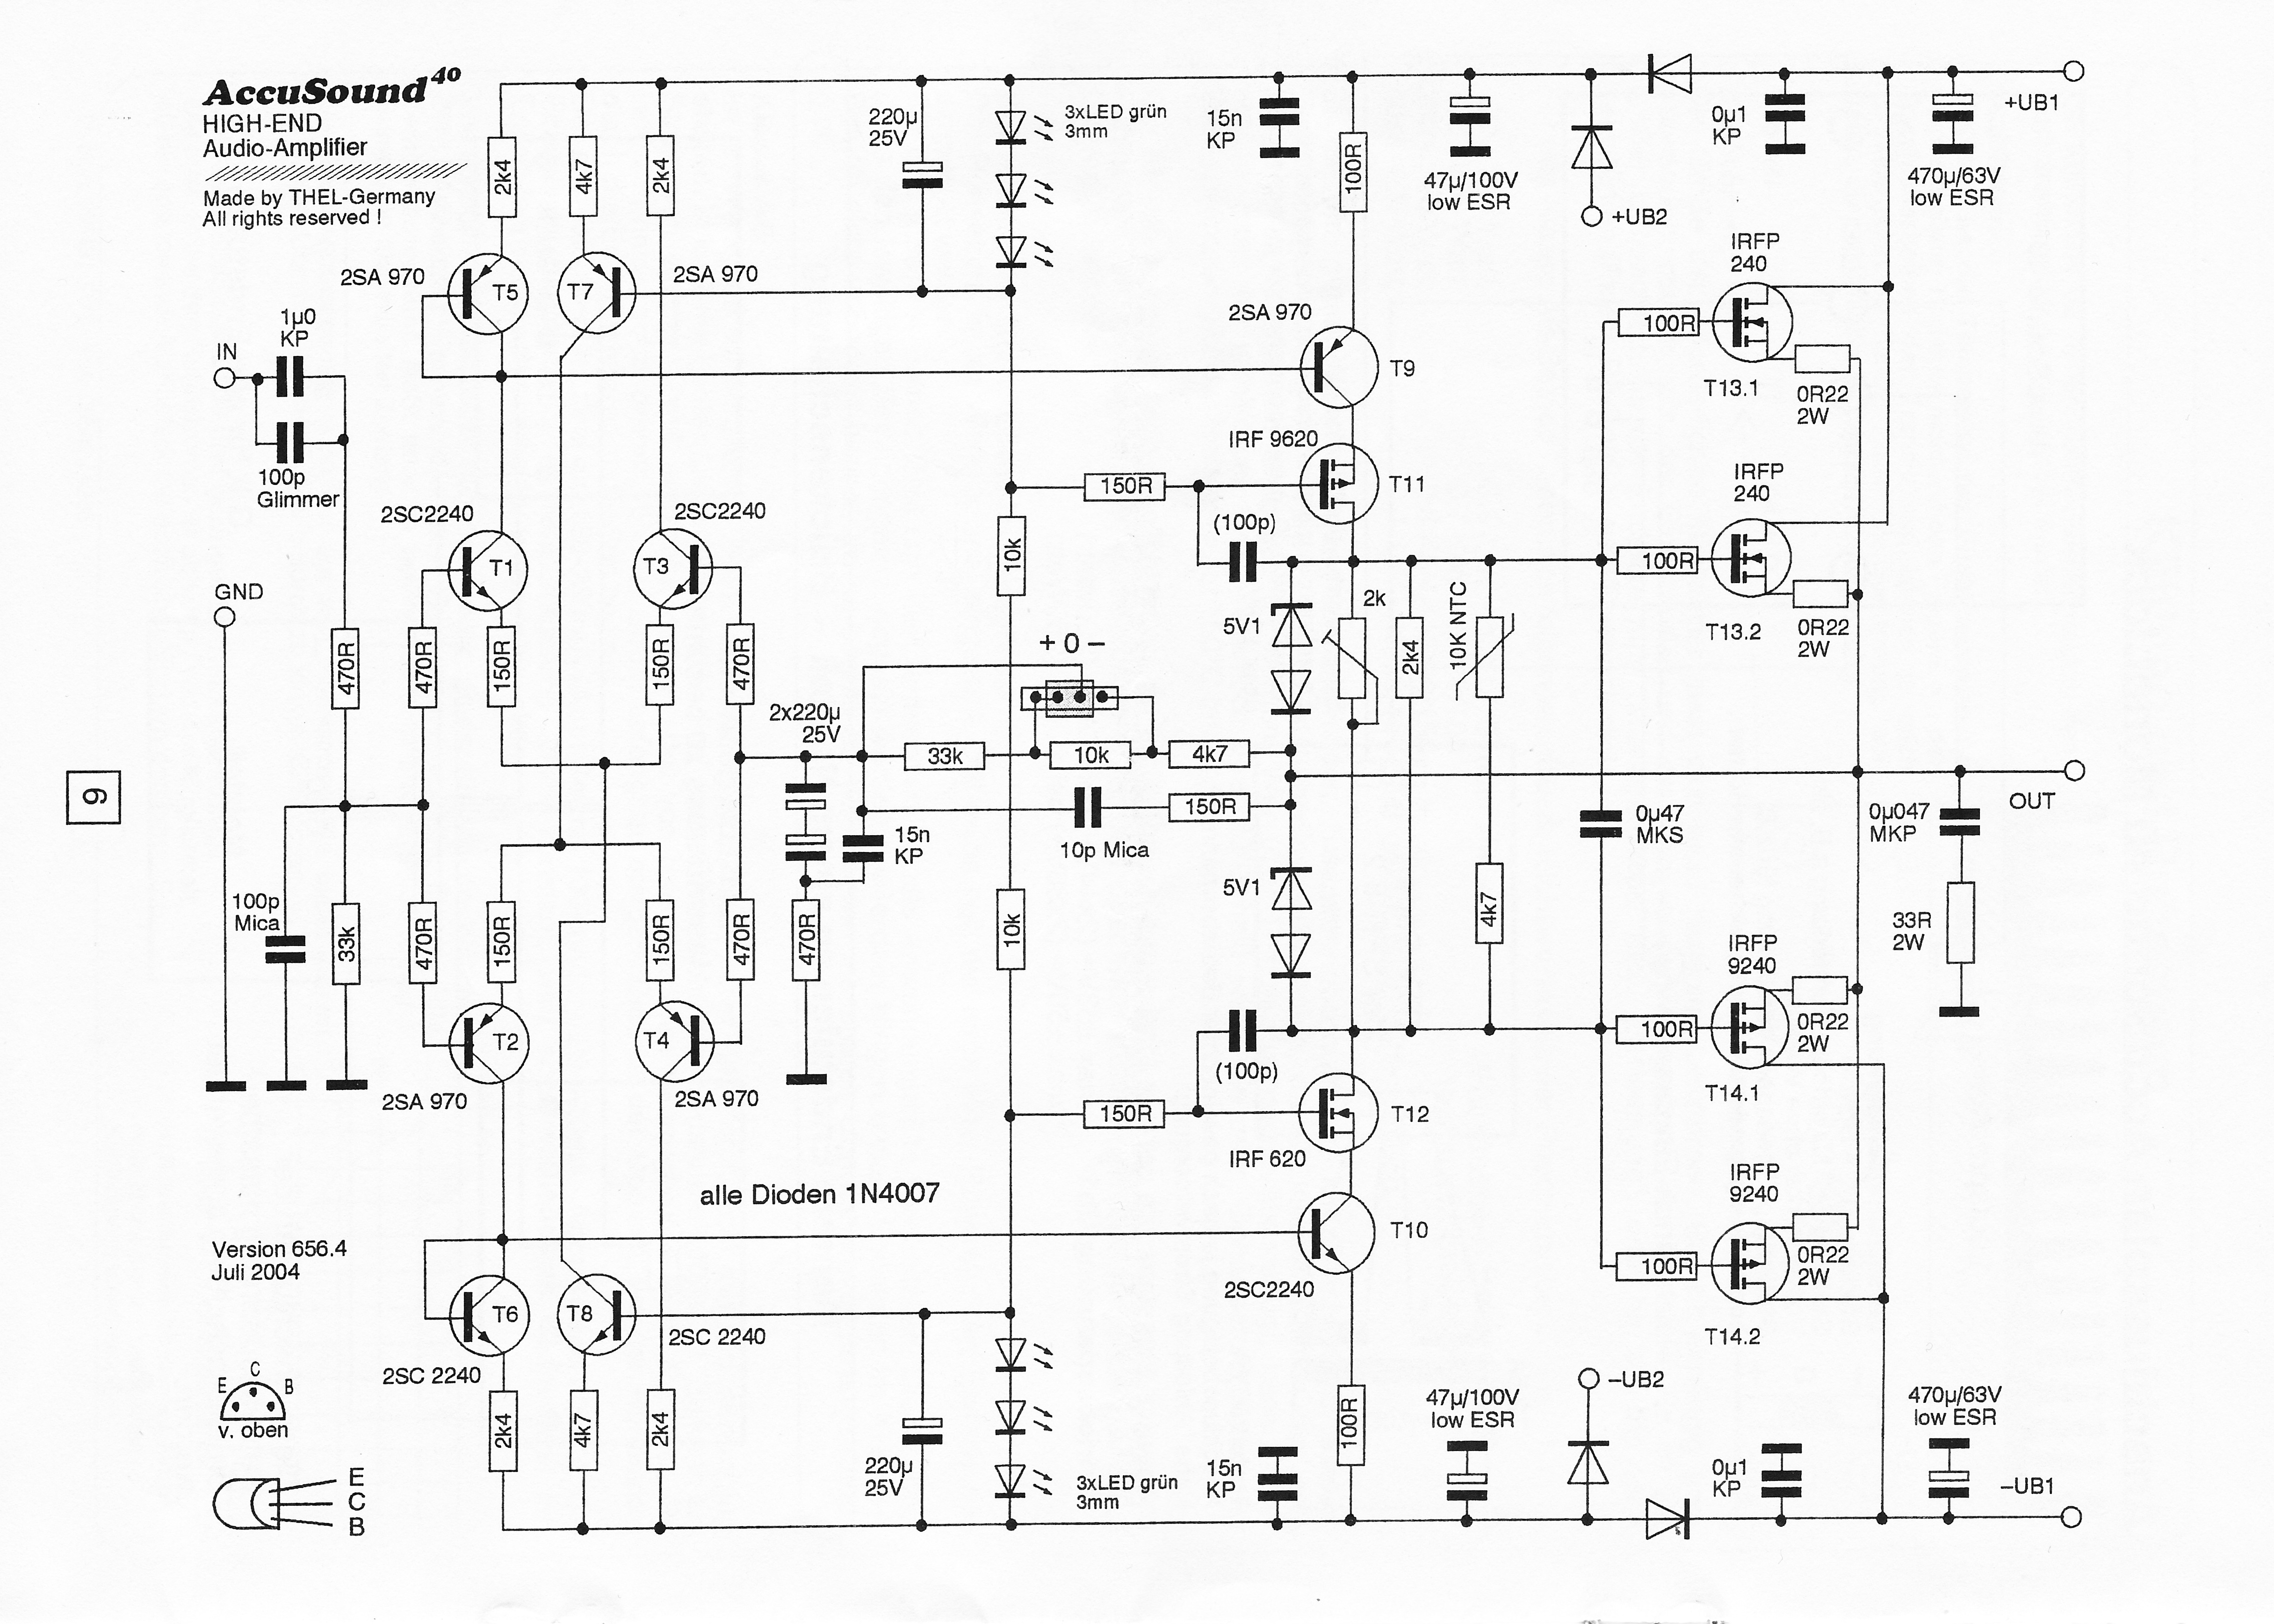 AccuSound40
HIGH-END
Audio-Amplifier
Made by THEL-Germany
All rights reserved !
2k4
4k7
2k4
220µ
25V
3xLED grün
3mm
15n
KP
100R
47µ/100V
low ESR
+UB2
0µ1
KP
470µ/63V
low ESR
+UB1
2SA 970
T5
T7
2SA 970
2SA 970
T9
IRFP
240
100R
T13.1
0R22
2W
IN
1µ0
KP
100p
Glimmer
IRF 9620
150R
T11
(100p)
IRFP
240
100R
T13.2
0R22
2W
2SC2240
T1
2SC2240
T3
10k
GND
470R
470R
150R
150R
470R
5V1
2k
2k4
10K NTC
+ 0 –
2x220µ
25V
33k
10k
4k7
OUT
150R
10p Mica
15n
KP
0µ47
MKS
0µ047
MKP
9
5V1
4k7
33R
2W
100p
Mica
33k
470R
150R
150R
470R
470R
10k
IRFP
9240
100R
0R22
2W
T14.1
T2
2SA 970
T4
2SA 970
(100p)
150R
T12
IRF 620
IRFP
9240
100R
0R22
2W
T14.2
alle Dioden 1N4007
T10
2SC2240
Version 656.4
Juli 2004
T6
2SC 2240
T8
2SC 2240
–UB2
E
C
B
v. oben
2k4
4k7
2k4
220µ
25V
3xLED grün
3mm
15n
KP
100R
47µ/100V
low ESR
0µ1
KP
470µ/63V
low ESR
–UB1
E
C
B